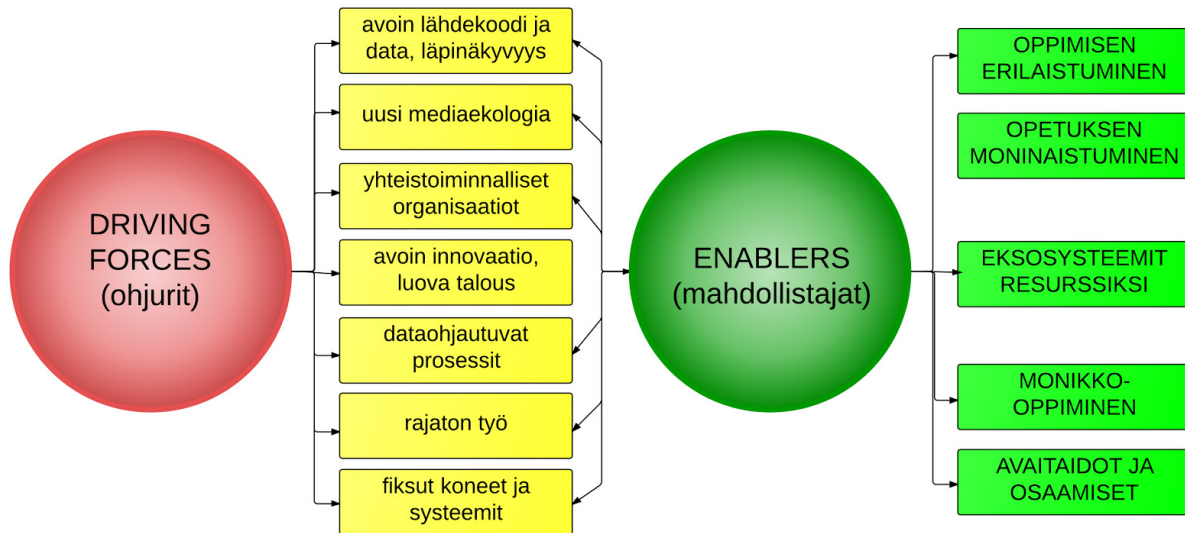 DRIVING
FORCES
(ohjurit)
avoin lähdekoodi ja
data, läpinäkyvyys
uusi mediaekologia
yhteistoiminnalliset
organisaatiot
avoin innovaatio,
luova talous
dataohjautuvat
prosessit
rajaton työ
fiksut koneet ja
systeemit
ENABLERS
(mahdollistajat)
OPPIMISEN
ERILAISTUMINEN
OPETUKSEN
MONINAISTUMINEN
EKSOSYSTEEMIT
RESURSSIKSI
MONIKKO-
OPPIMINEN
AVAITAIDOT JA
OSAAMISET